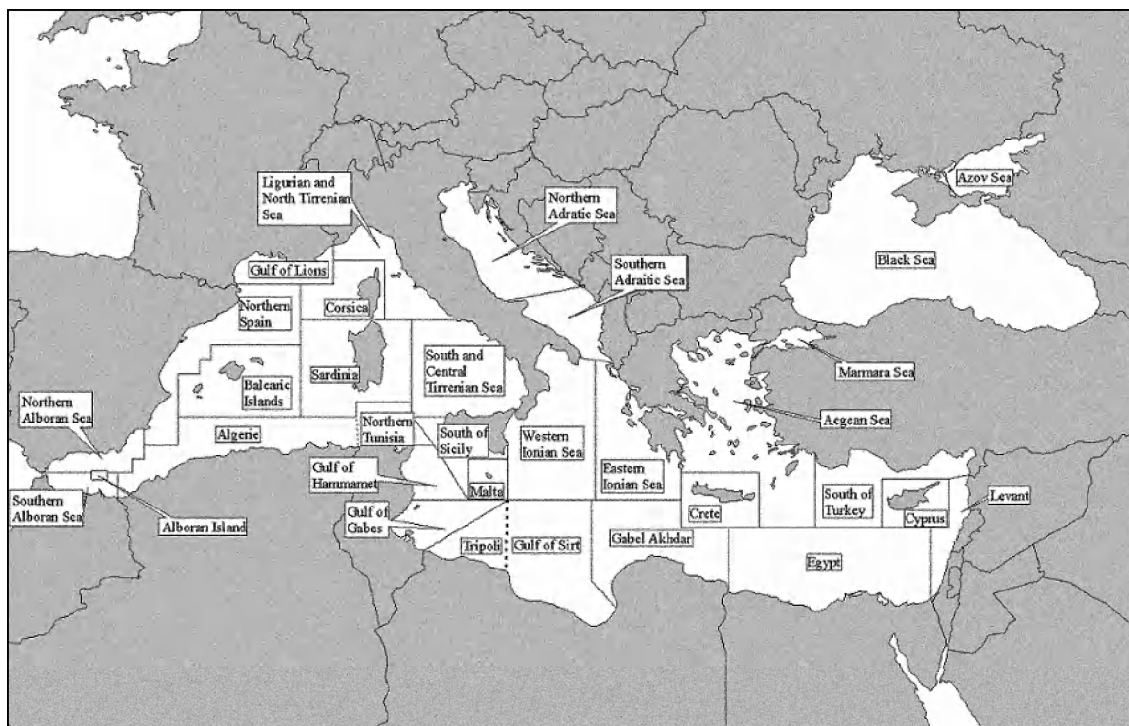 Azov Sea
Ligurian and
North Tirrenian
Sea
Northern
Adratic Sea
Black Sea
Southern
Adraitic Sea
Gulf of Lions
Corsica
Northern
Spain
Marmara Sea
South and
Central
Tirrenian Sea
Sardinia
Balearic
Islands
Northern
Alboran Sea
Aegean Sea
Northern
Tunisia
Algerie
South of
Sicily
Western
Ionian Sea
Gulf of
Hammamet
Eastern
Ionian Sea
Malta
South of
Turkey
Levant
Southern
Alboran Sea
Alboran Island
Gulf of
Gabes
Crete
Cyprus
Tripoli
Gulf of Sirt
Gabel Akhdar
Egypt